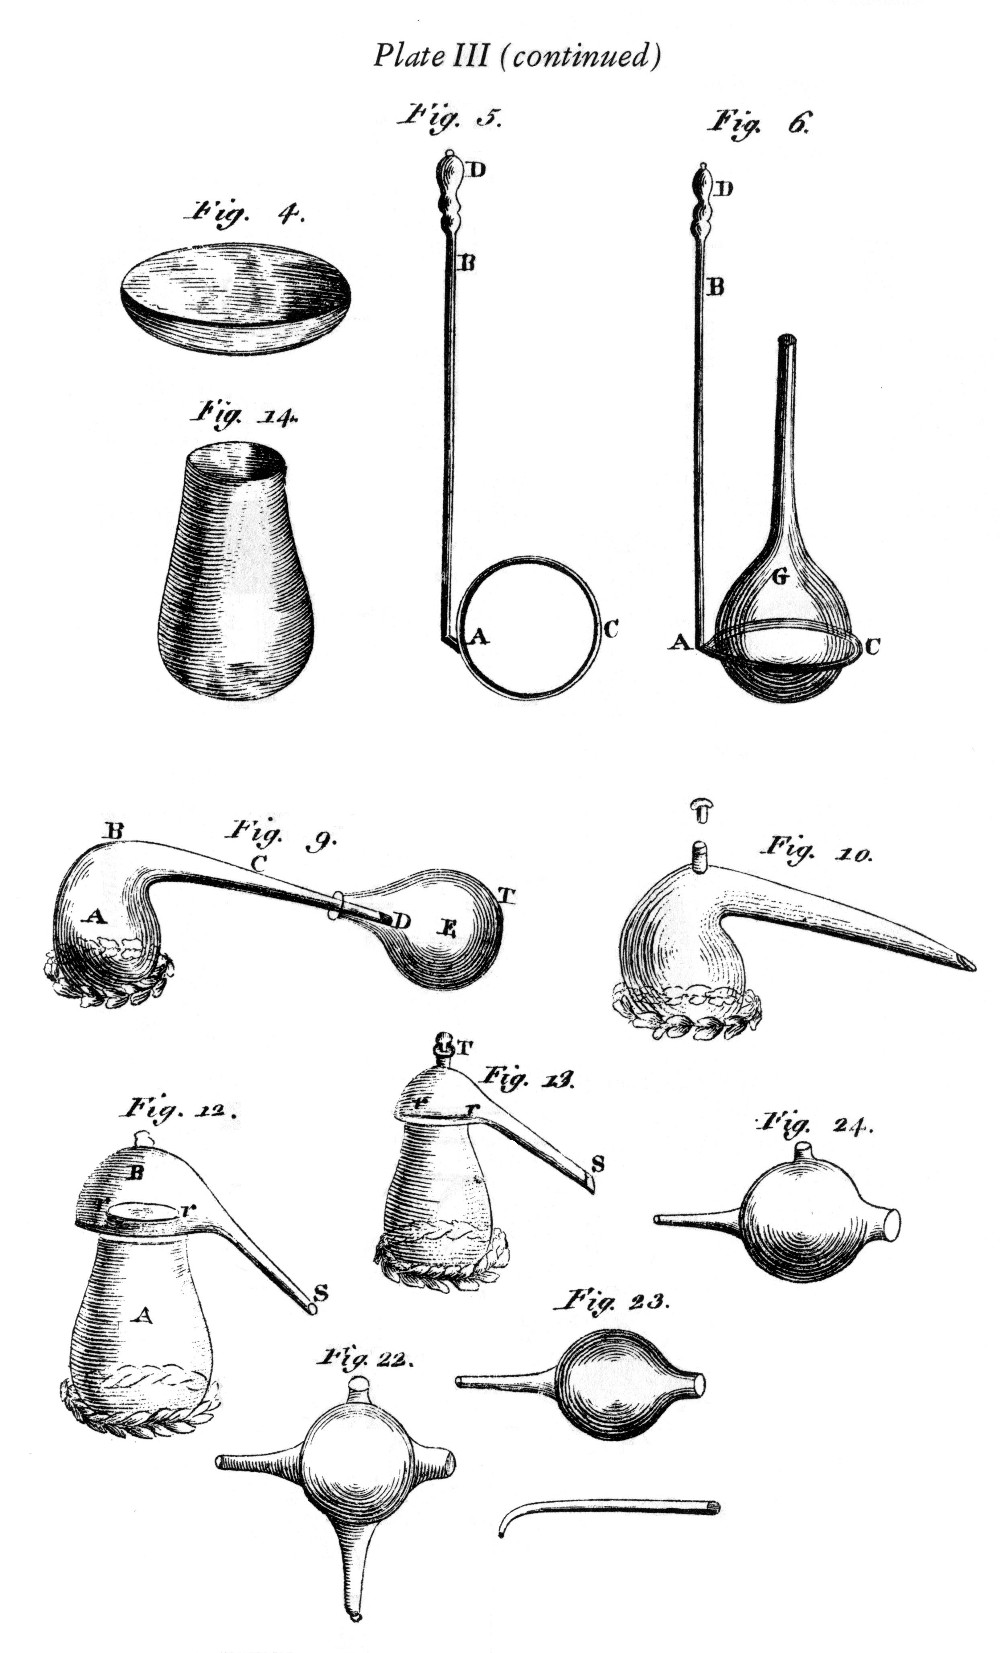 Plate III (continued)
Fig. 5.
Fig. 6.
D
D
Fig. 4.
B
B
Fig. 14.
G
A
C
A
C
B
Fig. 9.
C
Fig. 10.
T
A
D
E
T
Fig. 13.
r
r
Fig. 12.
Fig. 24.
B
S
r
r
S
A
Fig. 23.
Fig. 22.